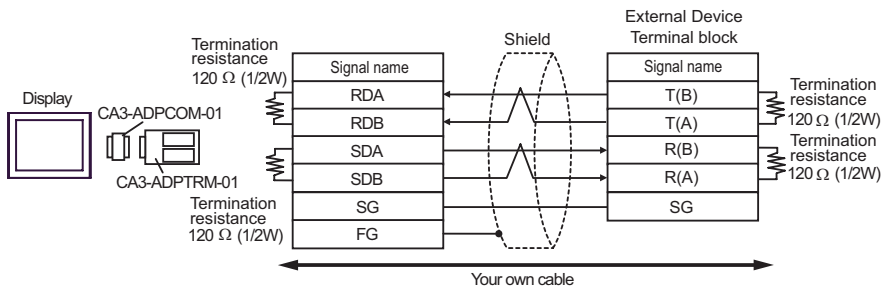 External Device
Terminal block
Shield
Termination
resistance
120 Ω (1/2W)
Signal name
Signal name
Display
CA3-ADPCOM-01
CA3-ADPTRM-01
RDA
T(B)
RDB
T(A)
SDA
R(B)
SDB
R(A)
SG
SG
FG
Termination
resistance
120 Ω (1/2W)
Termination
resistance
120 Ω (1/2W)
Termination
resistance
120 Ω (1/2W)
Your own cable